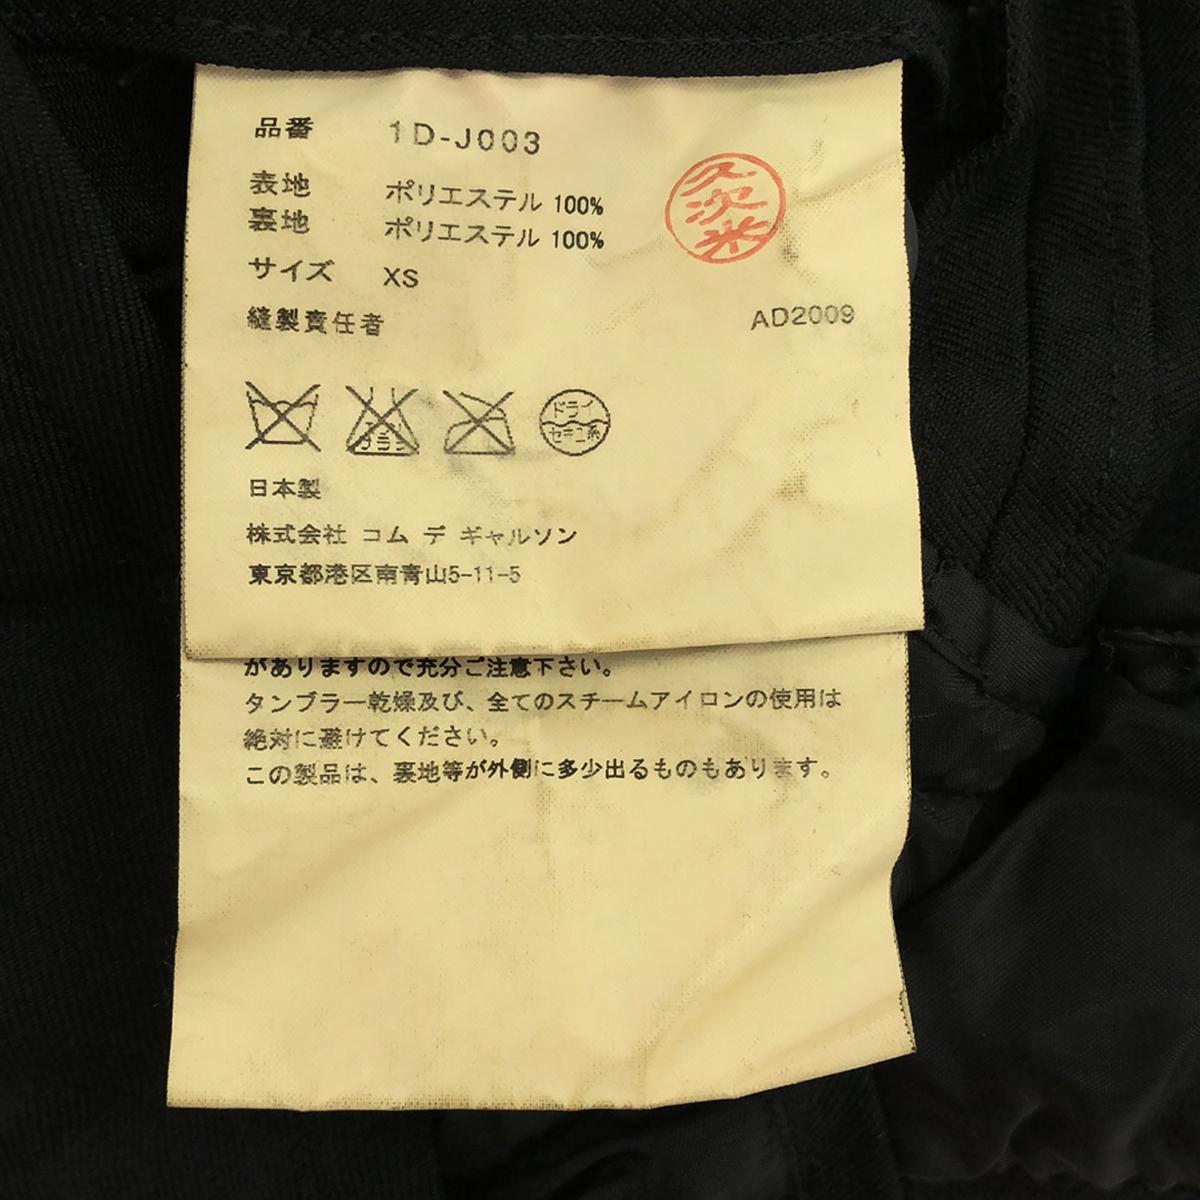 品番 1D-J003
表地 ポリエステル 100%
裏地 ポリエステル 100%
久次米
サイズ XS
縫製責任者
AD2009
ドライ
セキユ系
日本製
株式会社 コム デ ギャルソン
東京都港区南青山5-11-5
がありますので充分ご注意下さい。
タンブラー乾燥及び、全てのスチームアイロンの使用は
絶対に避けてください。
この製品は、裏地等が外側に多少出るものもあります。